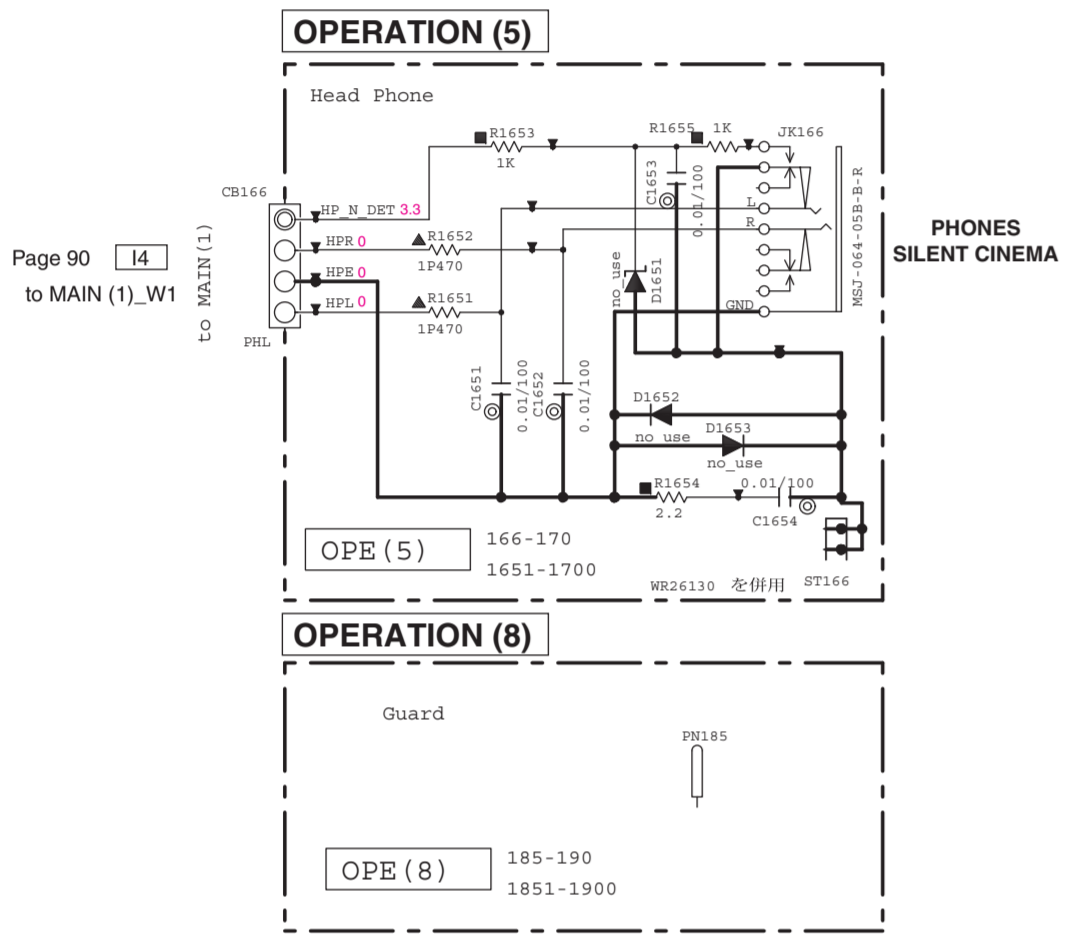 OPERATION (5)
Head Phone
R1653
1K
R1655
1K
JK166
C1653
0.01/100
CB166
HP_N_DET 3.3
L
R
MSJ-064-05B-B-R
PHONES
SILENT CINEMA
Page 90 I4
to MAIN (1)_W1
to MAIN(1)
HPR 0
R1652
1P470
HPE 0
no_use
D1651
HPL 0
R1651
1P470
GND
PHL
C1651
0.01/100
C1652
0.01/100
D1652
no use
D1653
no_use
R1654
2.2
0.01/100
C1654
OPE(5)
166-170
1651-1700
WR26130 を併用
ST166
OPERATION (8)
Guard
PN185
OPE(8)
185-190
1851-1900